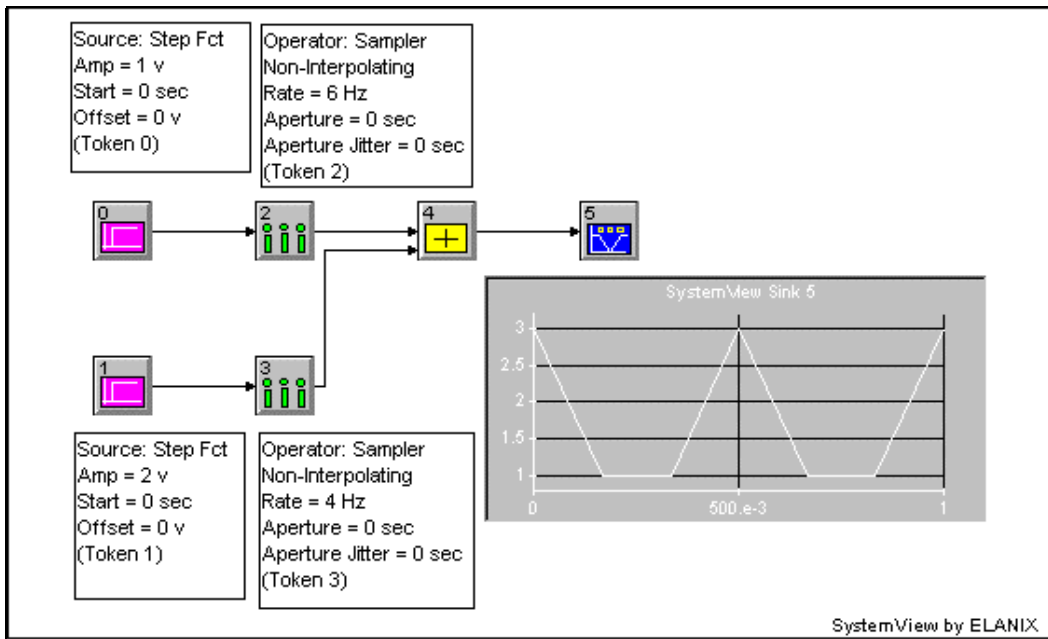 Source: Step Fct
Amp = 1 v
Start = 0 sec
Offset = 0 v
(Token 0)
Operator: Sampler
Non-Interpolating
Rate = 6 Hz
Aperture = 0 sec
Aperture Jitter = 0 sec
(Token 2)
0
2
4
5
1
3
SystemView Sink 5
3
2.5
2
1.5
1
0
500.e-3
1
Source: Step Fct
Amp = 2 v
Start = 0 sec
Offset = 0 v
(Token 1)
Operator: Sampler
Non-Interpolating
Rate = 4 Hz
Aperture = 0 sec
Aperture Jitter = 0 sec
(Token 3)
SystemView by ELANIX